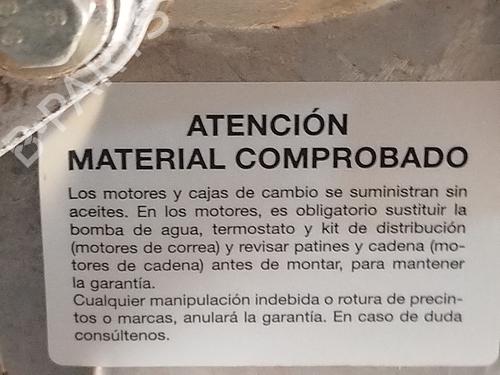 ATENCIÓN
MATERIAL COMPROBADO
Los motores y cajas de cambio se suministran sin
aceites. En los motores, es obligatorio sustituir la
bomba de agua, termostato y kit de distribución
(motores de correa) y revisar patines y cadena (mo-
tores de cadena) antes de montar, para mantener
la garantía.
Cualquier manipulación indebida o rotura de precin-
tos o marcas, anulará la garantía. En caso de duda
consúltenos.
B-PARTS